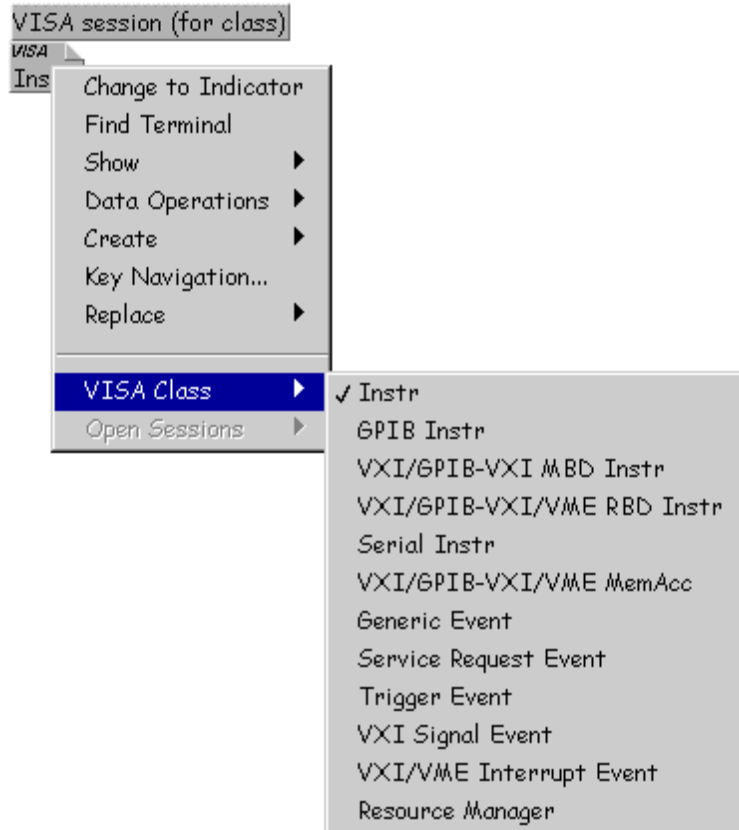 VISA session (for class)
VISA
Ins
Change to Indicator
Find Terminal
Show
Data Operations
Create
Key Navigation...
Replace
VISA Class
Open Sessions
Instr
GPIB Instr
VXI/GPIB-VXI MBD Instr
VXI/GPIB-VXI/VME RBD Instr
Serial Instr
VXI/GPIB-VXI/VME MemAcc
Generic Event
Service Request Event
Trigger Event
VXI Signal Event
VXI/VME Interrupt Event
Resource Manager